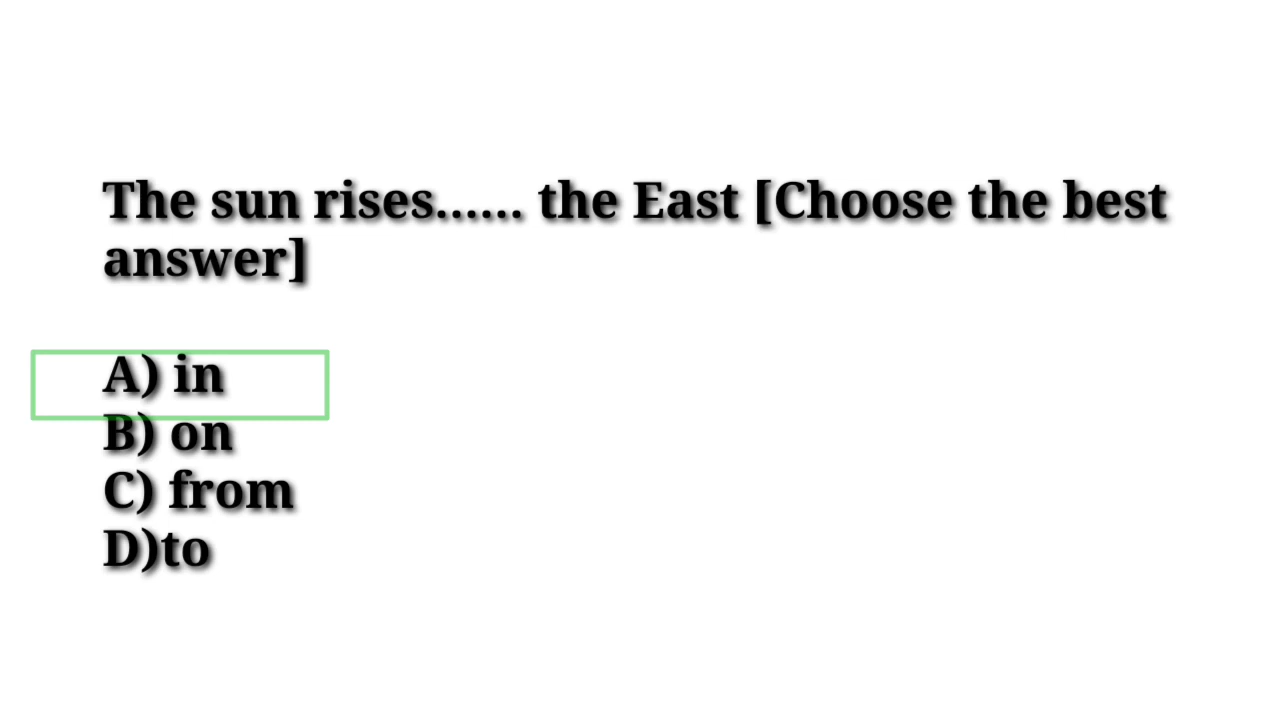 The sun rises...... the East [Choose the best
answer]
A) in
B) on
C) from
D)to